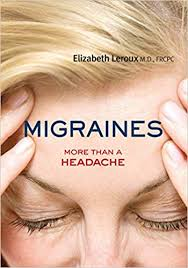 Elizabeth Leroux M.D., FRCPC
MIGRAINES
MORE THAN A
HEADACHE